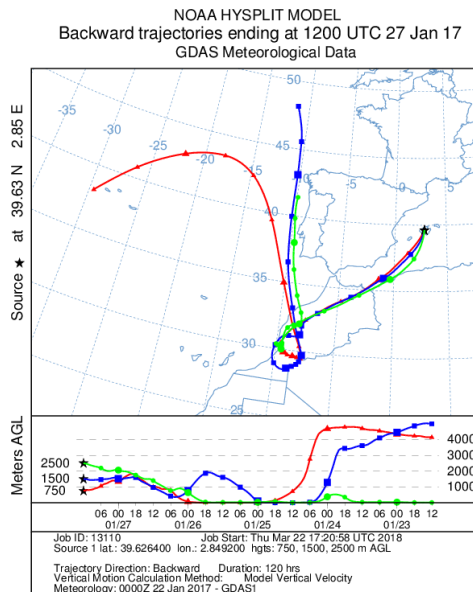 NOAA HYSPLIT MODEL
Backward trajectories ending at 1200 UTC 27 Jan 17
GDAS Meteorological Data
Source ★ at 39.63 N 2.85 E
-35
-30
-25
-20
-15
-5
0
5
50
45
40
35
30
25
Meters AGL
2500
1500
750
4000
3000
2000
1000
06 00 18 12 06 00 18 12 06 00 18 12 06 00 18 12 06 00 18 12
01/27 01/26 01/25 01/24 01/23
Job ID: 13110 Job Start: Thu Mar 22 17:20:58 UTC 2018
Source 1 lat.: 39.626400 lon.: 2.849200 hgts: 750, 1500, 2500 m AGL
Trajectory Direction: Backward Duration: 120 hrs
Vertical Motion Calculation Method: Model Vertical Velocity
Meteorology: 0000Z 22 Jan 2017 - GDAS1